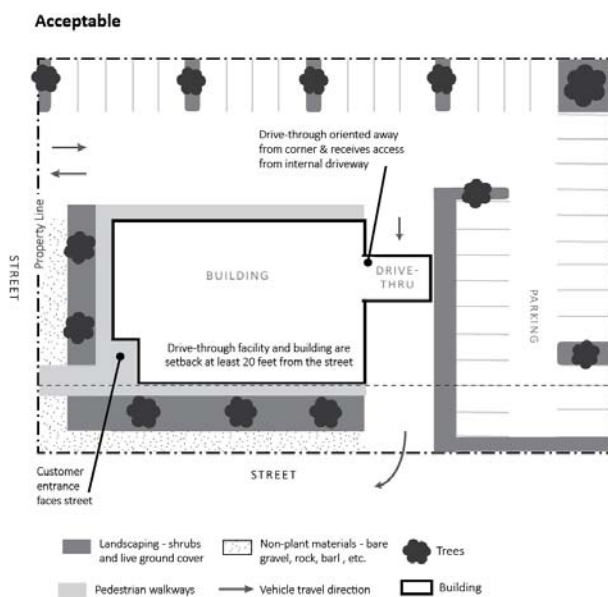 Acceptable
Drive-through oriented away
from corner & receives access
from internal driveway
Property Line
STREET
BUILDING
DRIVE-
THRU
PARKING
Drive-through facility and building are
setback at least 20 feet from the street
Customer
entrance
faces street
STREET
Landscaping - shrubs
and live ground cover
Non-plant materials - bare
gravel, rock, barl , etc.
Trees
Pedestrian walkways
Vehicle travel direction
Building